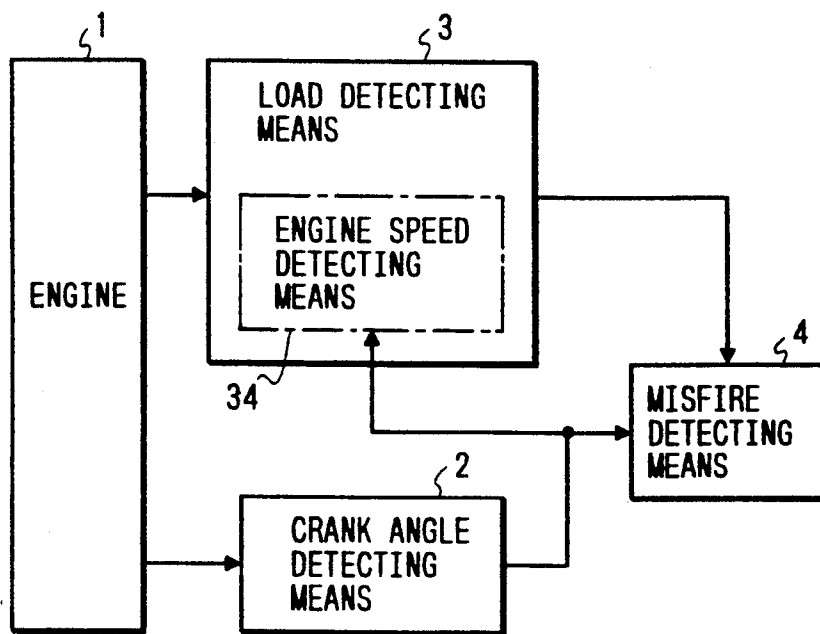 1
3
LOAD DETECTING
MEANS
ENGINE SPEED
DETECTING
MEANS
ENGINE
34
4
MISFIRE
DETECTING
MEANS
2
CRANK ANGLE
DETECTING
MEANS